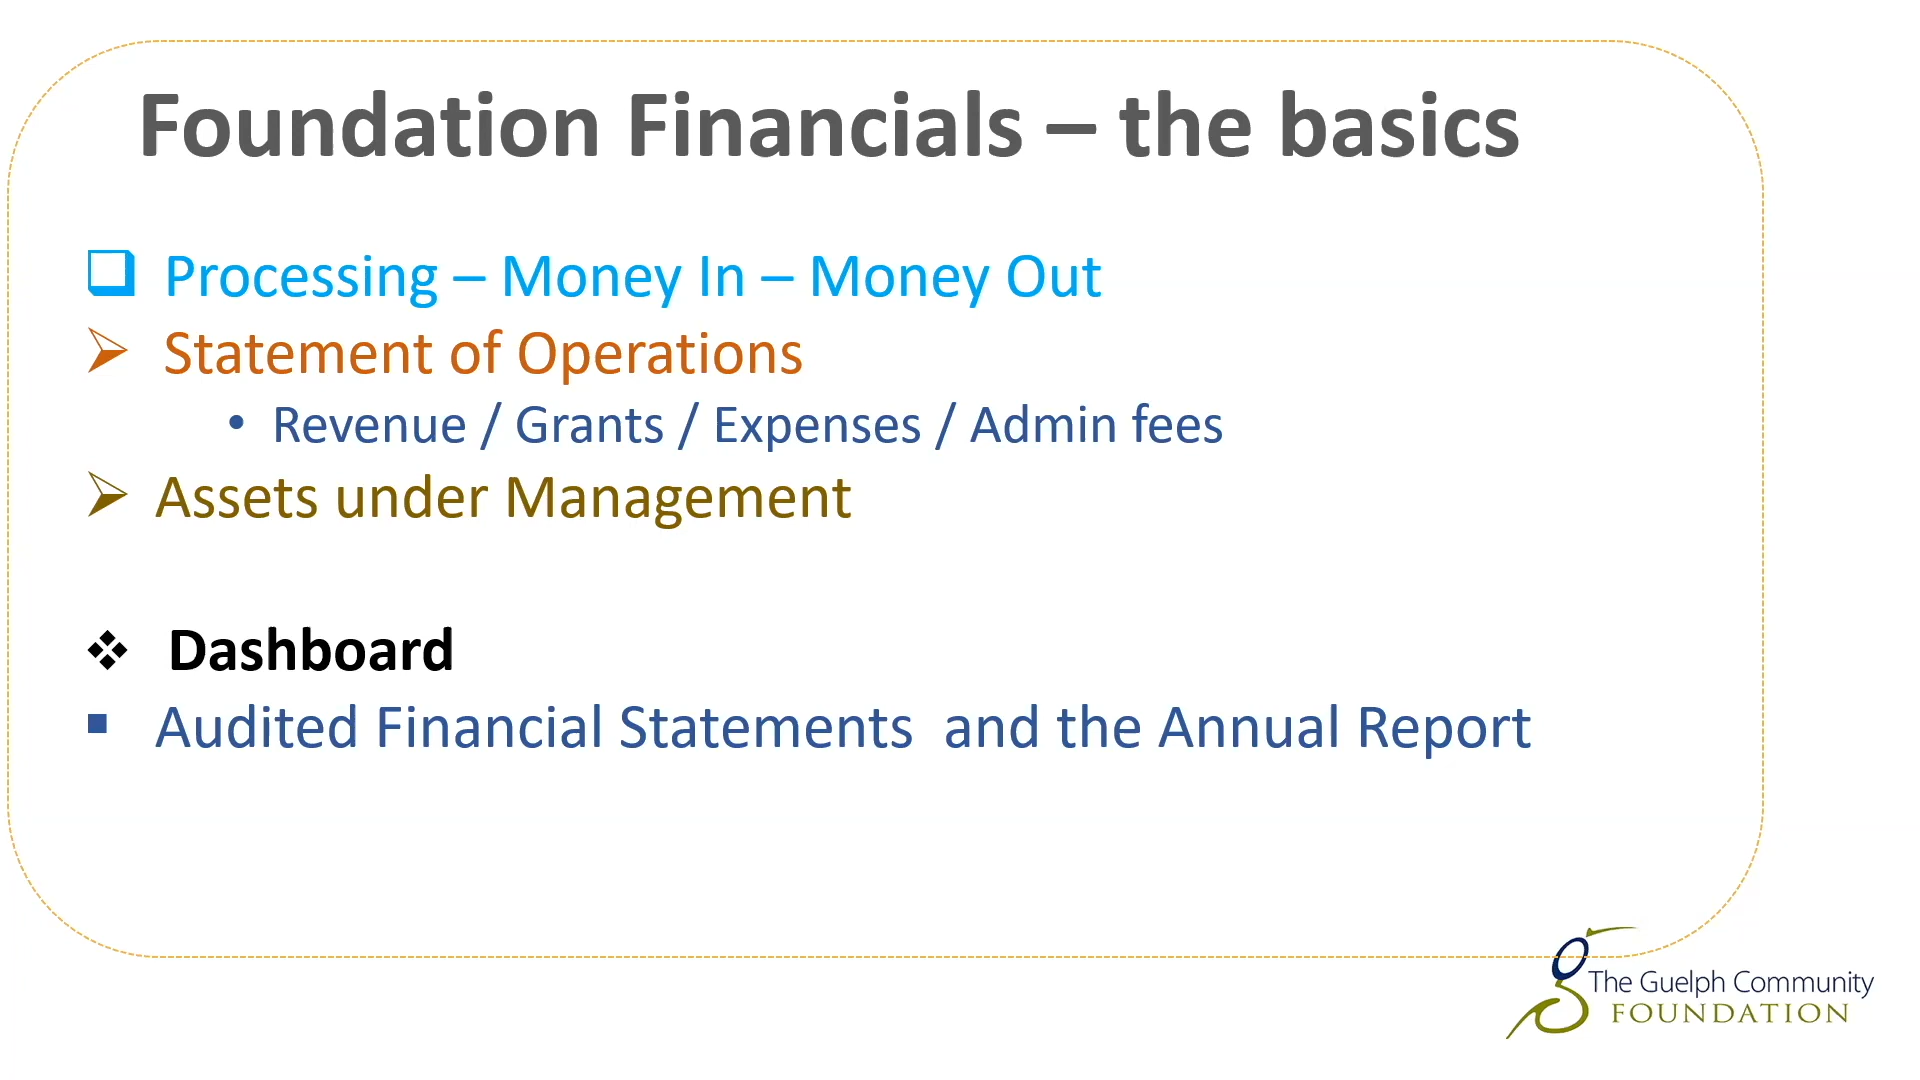 Foundation Financials – the basics
Processing – Money In – Money Out
Statement of Operations
Revenue / Grants / Expenses / Admin fees
Assets under Management
Dashboard
Audited Financial Statements  and the Annual Report
The Guelph Community
FOUNDATION